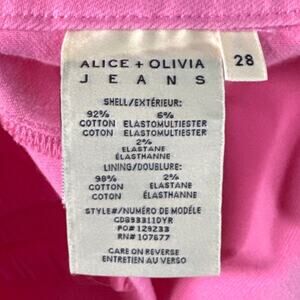 ALICE + OLIVIA
JEANS
28
SHELL/EXTÉRIEUR:
92% 6%
COTTON ELASTOMULTIESTER
COTON ELASTOMULTIESTER
2%
ELASTANE
ÉLASTHANNE
LINING/DOUBLURE:
98% 2%
COTTON ELASTANE
COTON ÉLASTHANNE
STYLE#/NUMÉRO DE MODÈLE
CD893311DYR
PO# 129233
RN# 107677
CARE ON REVERSE
ENTRETIEN AU VERSO